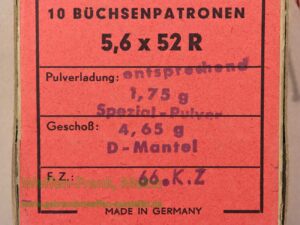 10 BÜCHSENPATRONEN
5,6 x 52 R
Pulverladung: entsprechend
1,75 g
Spezial-Pulver
Geschoß: 4,65 g
D-Mantel
F. Z.: 66.K.Z
MADE IN GERMANY